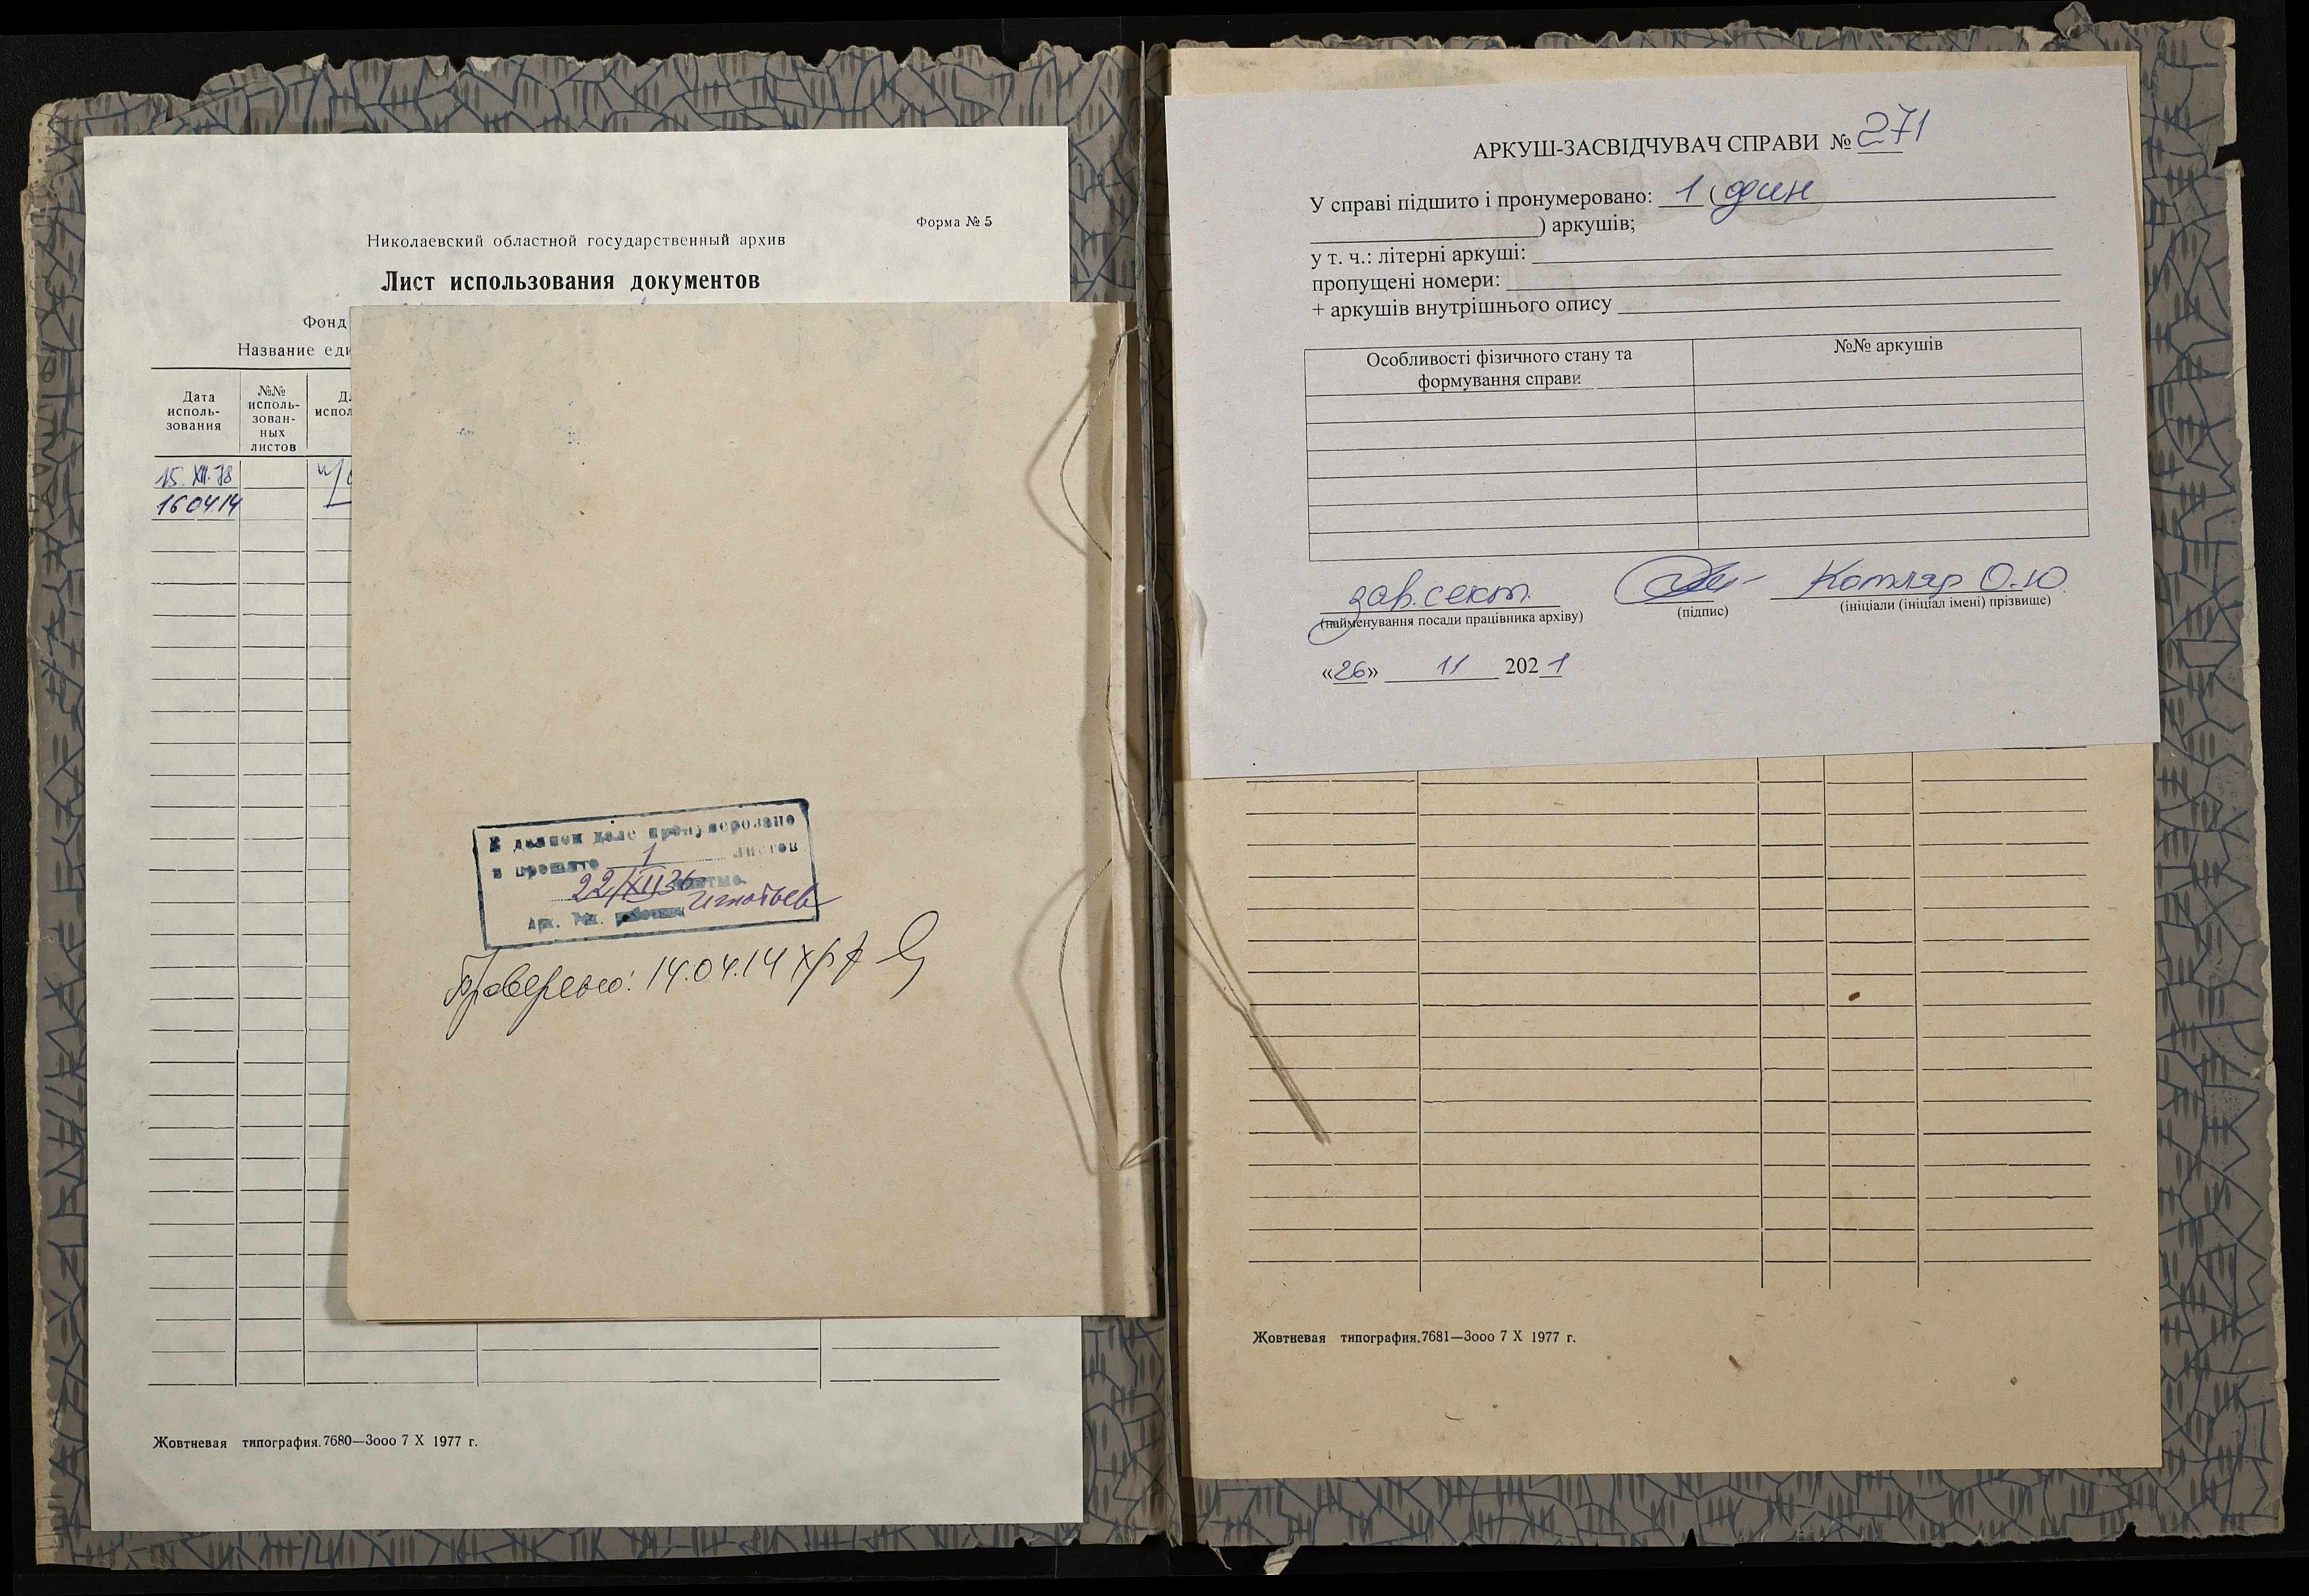 Форма № 5
Николаевский областной государственный архив
Лист использования документов
Фонд
Название еди
Дата исполь- зования
№№ исполь- зован- ных листов
Д испол
15.XII.78
16 04 14
В данном деле пронумеровано
и прошито 1 листов
22/XII 36
Арх. Тех. работник Игнатьев
Проверено: 14.04.14
Жовтневая типография. 7680—3ооо 7 X 1977 г.
АРКУШ-ЗАСВІДЧУВАЧ СПРАВИ № 271
У справі підшито і пронумеровано: 1 (один
) аркушів;
у т. ч.: літерні аркуші:
пропущені номери:
+ аркушів внутрішнього опису
Особливості фізичного стану та формування справи
№№ аркушів
зав. сект. Котляр О.Ю.
(найменування посади працівника архіву) (підпис) (ініціали (ініціал імені) прізвище)
«26» 11 2021
Жовтневая типография. 7681—3ооо 7 X 1977 г.